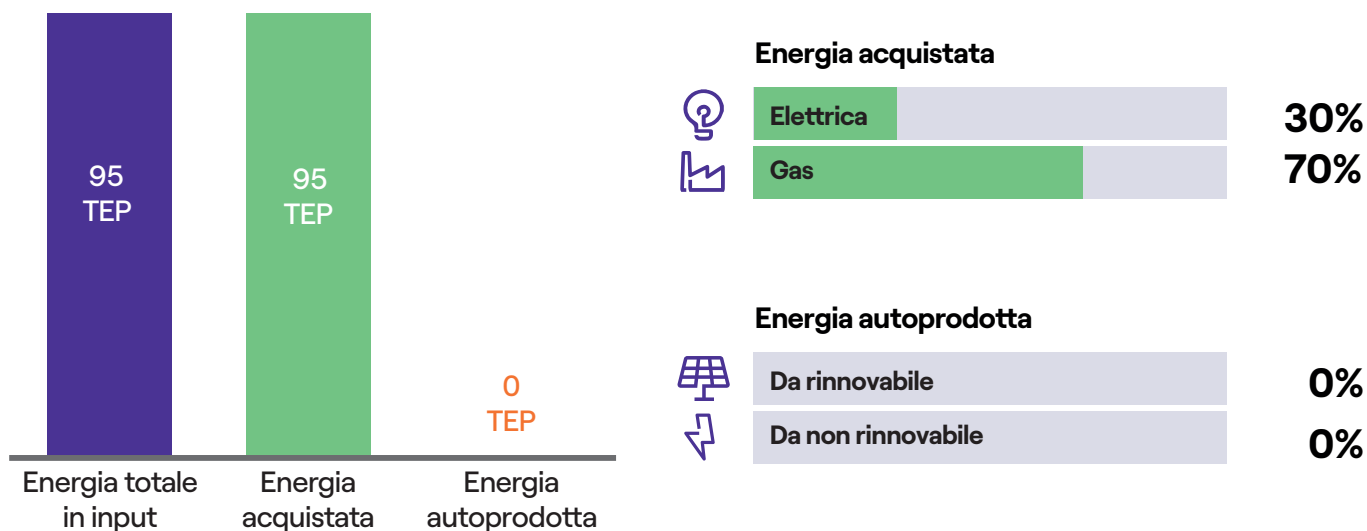 95
TEP
95
TEP
0
TEP
Energia totale
in input
Energia
acquistata
Energia
autoprodotta
Energia acquistata
Elettrica
30%
Gas
70%
Energia autoprodotta
Da rinnovabile
0%
Da non rinnovabile
0%